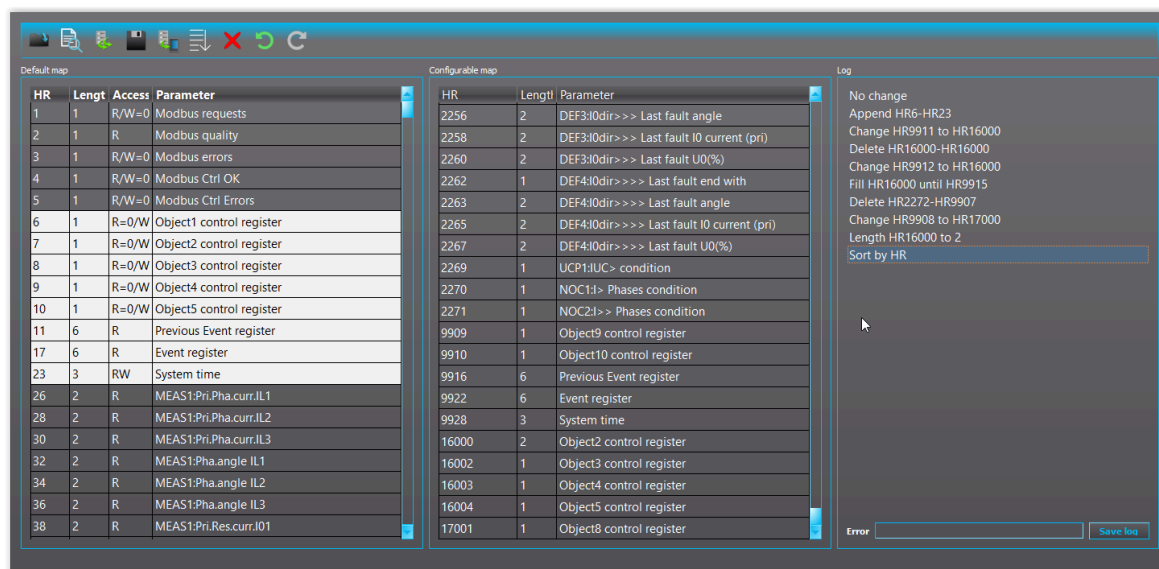 Default map
HR Lengt Access Parameter
1 1 R/W=0 Modbus requests
2 1 R Modbus quality
3 1 R/W=0 Modbus errors
4 1 R/W=0 Modbus Ctrl OK
5 1 R/W=0 Modbus Ctrl Errors
6 1 R=0/W Object1 control register
7 1 R=0/W Object2 control register
8 1 R=0/W Object3 control register
9 1 R=0/W Object4 control register
10 1 R=0/W Object5 control register
11 6 R Previous Event register
17 6 R Event register
23 3 RW System time
26 2 R MEAS1:Pri.Pha.curr.IL1
28 2 R MEAS1:Pri.Pha.curr.IL2
30 2 R MEAS1:Pri.Pha.curr.IL3
32 2 R MEAS1:Pha.angle IL1
34 2 R MEAS1:Pha.angle IL2
36 2 R MEAS1:Pha.angle IL3
38 2 R MEAS1:Pri.Res.curr.I01
Configurable map
HR Lengtl Parameter
2256 2 DEF3:I0dir>>> Last fault angle
2258 2 DEF3:I0dir>>> Last fault I0 current (pri)
2260 2 DEF3:I0dir>>> Last fault U0(%)
2262 1 DEF4:I0dir>>>> Last fault end with
2263 2 DEF4:I0dir>>>> Last fault angle
2265 2 DEF4:I0dir>>>> Last fault I0 current (pri)
2267 2 DEF4:I0dir>>>> Last fault U0(%)
2269 1 UCP1:IUC> condition
2270 1 NOC1:I> Phases condition
2271 1 NOC2:I>> Phases condition
9909 1 Object9 control register
9910 1 Object10 control register
9916 6 Previous Event register
9922 6 Event register
9928 3 System time
16000 2 Object2 control register
16002 1 Object3 control register
16003 1 Object4 control register
16004 1 Object5 control register
17001 1 Object8 control register
Log
No change
Append HR6-HR23
Change HR9911 to HR16000
Delete HR16000-HR16000
Change HR9912 to HR16000
Fill HR16000 until HR9915
Delete HR2272-HR9907
Change HR9908 to HR17000
Length HR16000 to 2
Sort by HR
Error
Save log